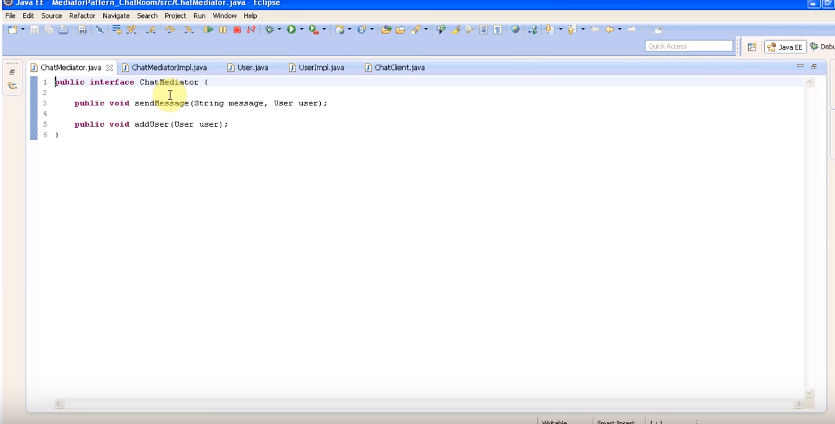 Java EE - MediatorPattern_ChatRoom/src/ChatMediator.java - Eclipse
File Edit Source Refactor Navigate Search Project Run Window Help
Quick Access Java EE Debu
ChatMediator.java ChatMediatorImpl.java User.java UserImpl.java ChatClient.java
1 public interface ChatMediator {
2
3 public void sendMessage(String message, User user);
4
5 public void addUser(User user);
6 }
Writable Smart Insert 1 : 1